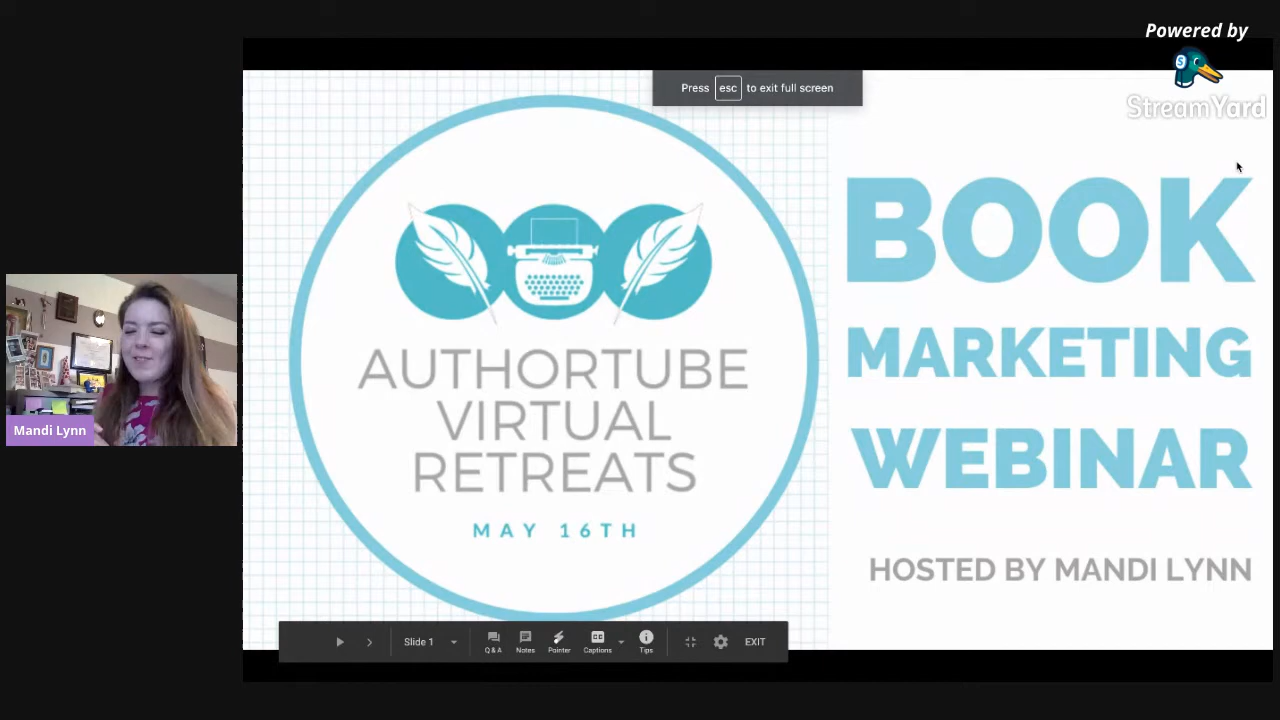 Powered by
StreamYard
Press esc to exit full screen
BOOK
MARKETING
WEBINAR
HOSTED BY MANDI LYNN
AUTHORTUBE
VIRTUAL
RETREATS
MAY 16TH
Mandi Lynn
Slide 1
Q & A
Notes
Pointer
Captions
Tips
EXIT